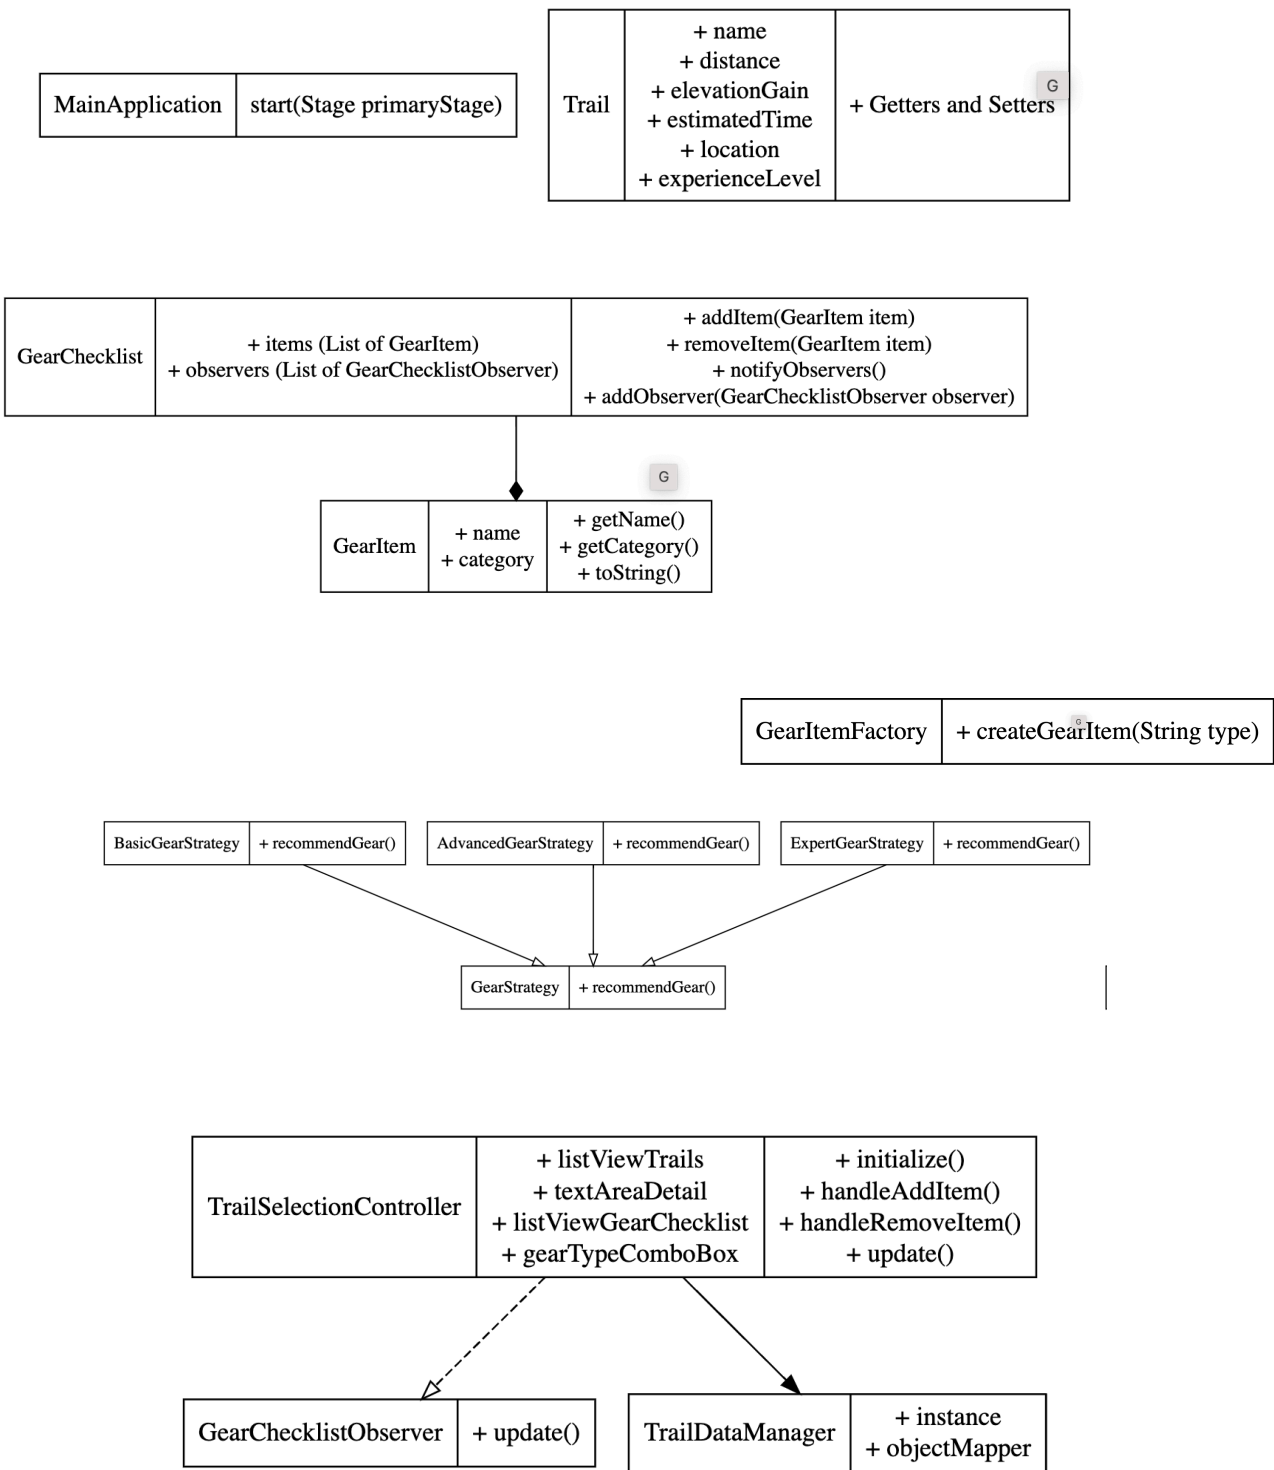 MainApplication
start(Stage primaryStage)
Trail
+ name
+ distance
+ elevationGain
+ estimatedTime
+ location
+ experienceLevel
+ Getters and Setters
G
GearChecklist
+ items (List of GearItem)
+ observers (List of GearChecklistObserver)
+ addItem(GearItem item)
+ removeItem(GearItem item)
+ notifyObservers()
+ addObserver(GearChecklistObserver observer)
G
GearItem
+ name
+ category
+ getName()
+ getCategory()
+ toString()
GearItemFactory
+ createGearItem(String type)
G
BasicGearStrategy
+ recommendGear()
AdvancedGearStrategy
+ recommendGear()
ExpertGearStrategy
+ recommendGear()
GearStrategy
+ recommendGear()
TrailSelectionController
+ listViewTrails
+ textAreaDetail
+ listViewGearChecklist
+ gearTypeComboBox
+ initialize()
+ handleAddItem()
+ handleRemoveItem()
+ update()
GearChecklistObserver
+ update()
TrailDataManager
+ instance
+ objectMapper